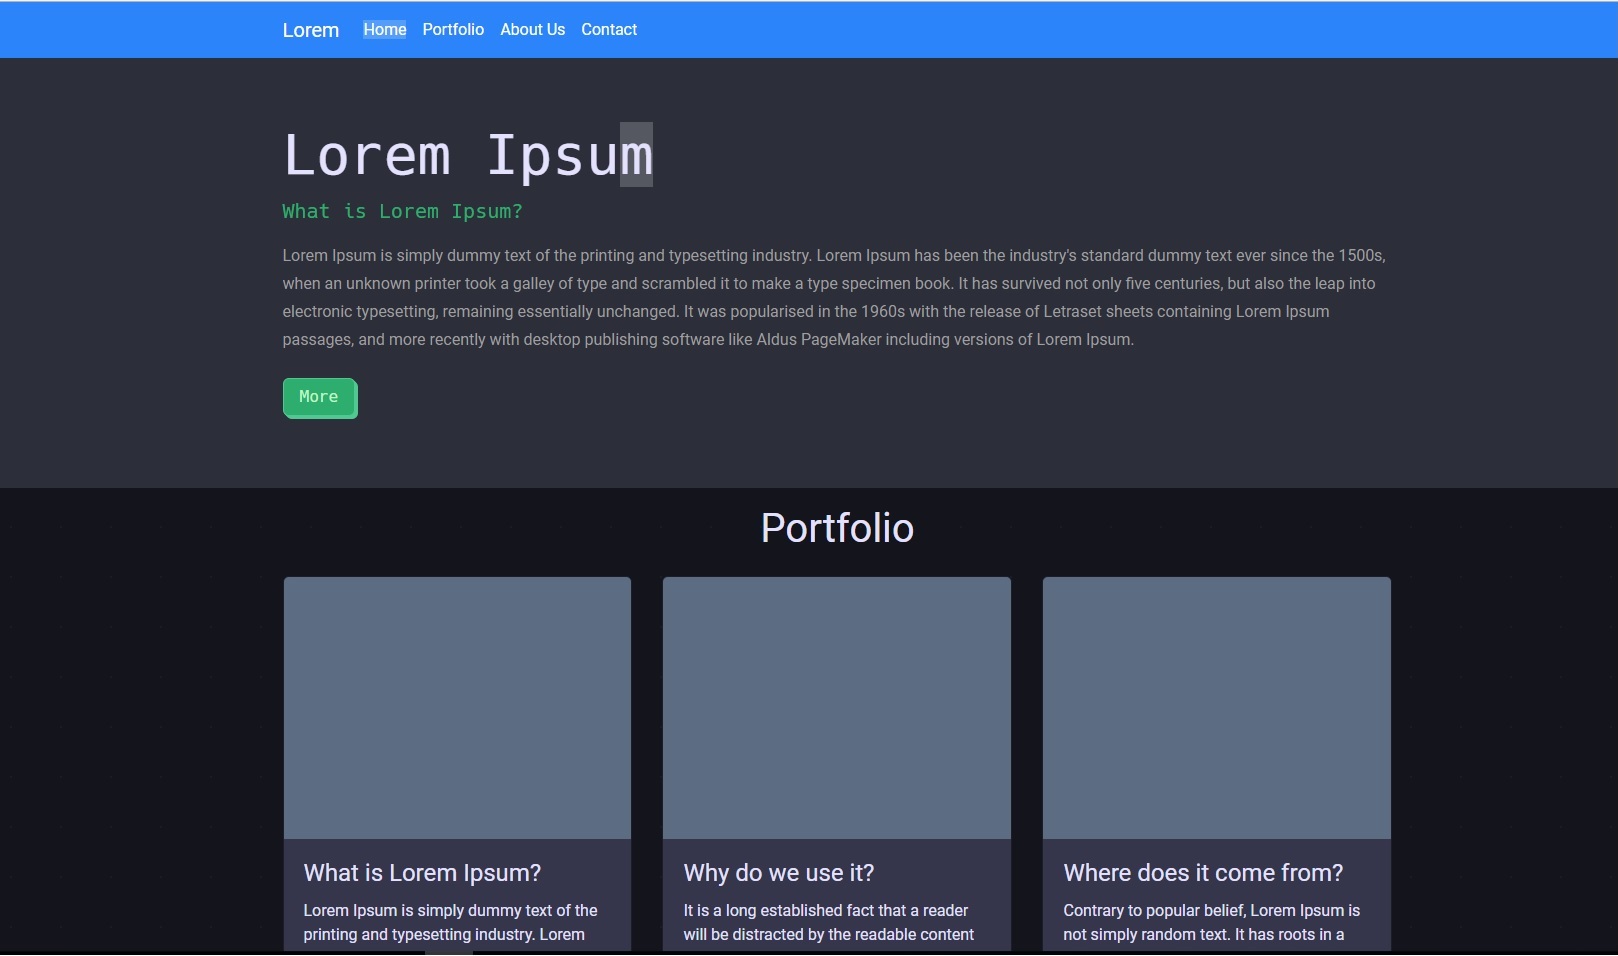 Lorem Home Portfolio About Us Contact
Lorem Ipsum
What is Lorem Ipsum?
Lorem Ipsum is simply dummy text of the printing and typesetting industry. Lorem Ipsum has been the industry's standard dummy text ever since the 1500s,
when an unknown printer took a galley of type and scrambled it to make a type specimen book. It has survived not only five centuries, but also the leap into
electronic typesetting, remaining essentially unchanged. It was popularised in the 1960s with the release of Letraset sheets containing Lorem Ipsum
passages, and more recently with desktop publishing software like Aldus PageMaker including versions of Lorem Ipsum.
More
Portfolio
What is Lorem Ipsum?
Lorem Ipsum is simply dummy text of the
printing and typesetting industry. Lorem
Why do we use it?
It is a long established fact that a reader
will be distracted by the readable content
Where does it come from?
Contrary to popular belief, Lorem Ipsum is
not simply random text. It has roots in a